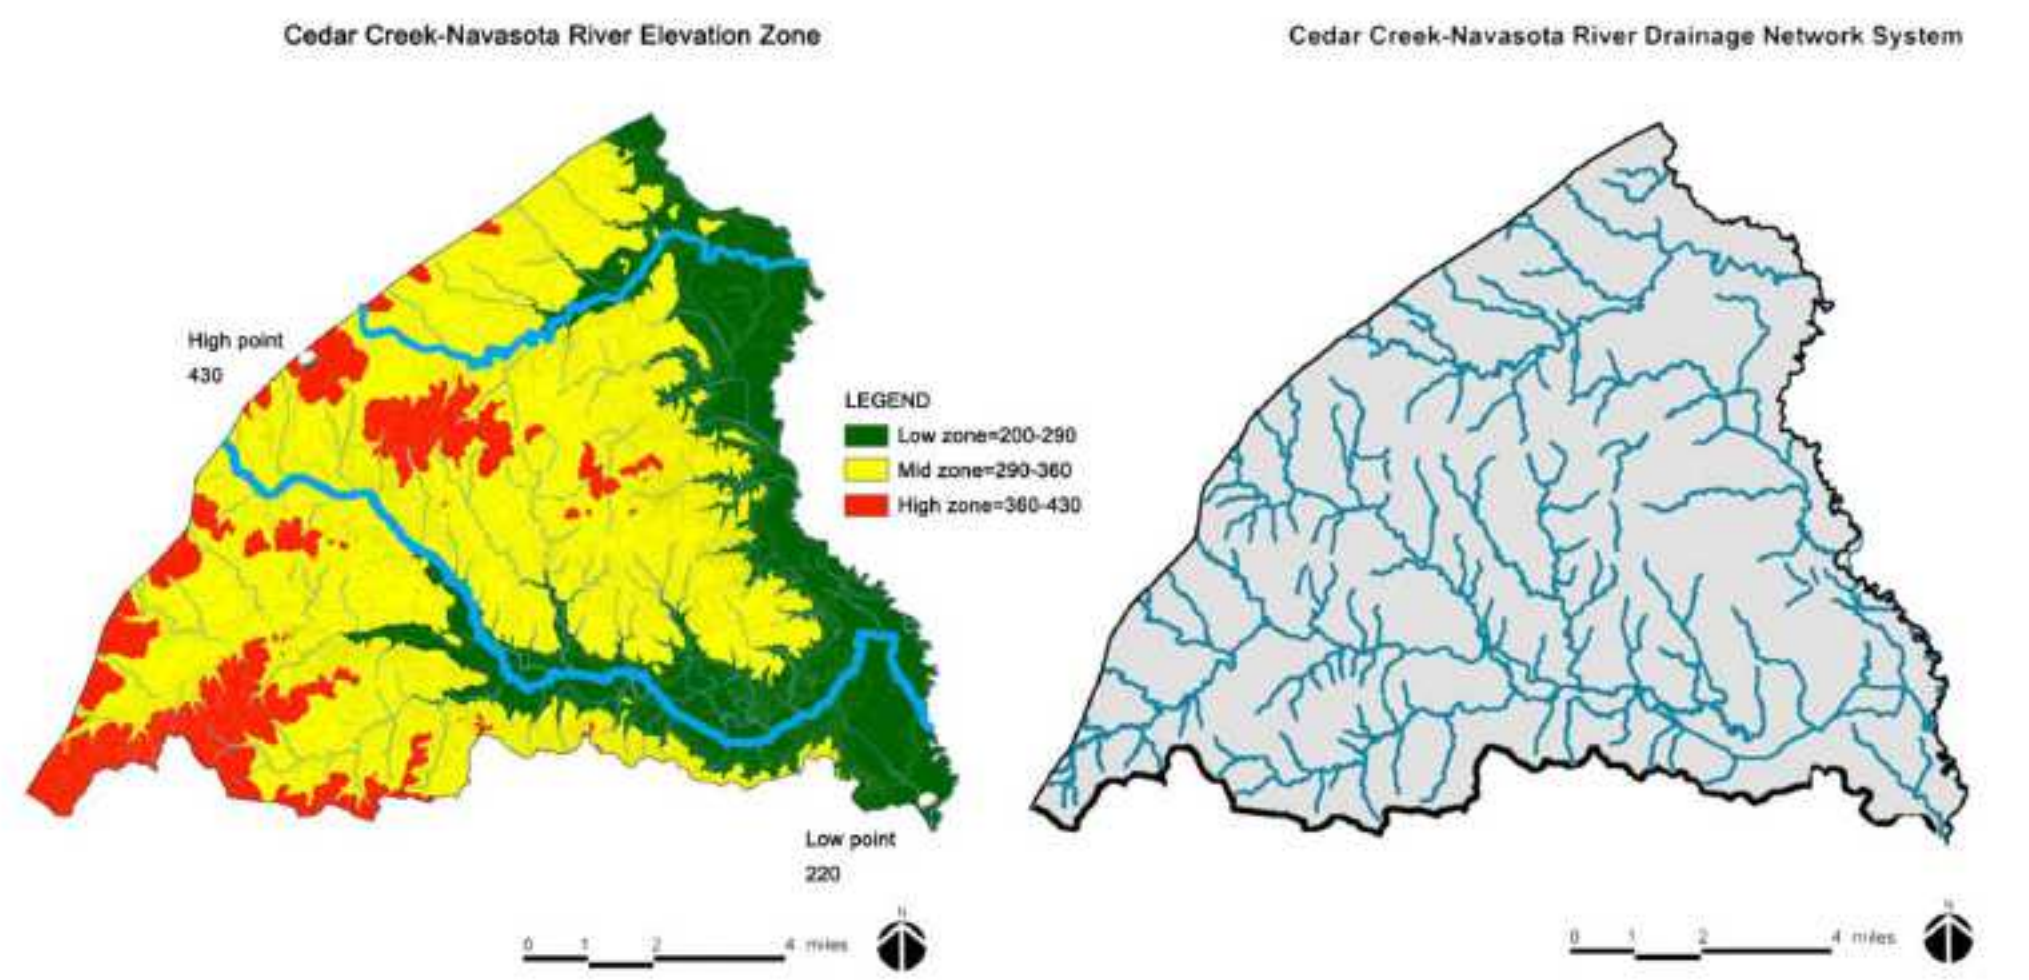 Cedar Creek-Navasota River Elevation Zone
Cedar Creek-Navasota River Drainage Network System
High point
430
LEGEND
Low zone=200-290
Mid zone=290-360
High zone=360-430
Low point
220
N
0 1 2 4 miles
N
0 1 2 4 miles